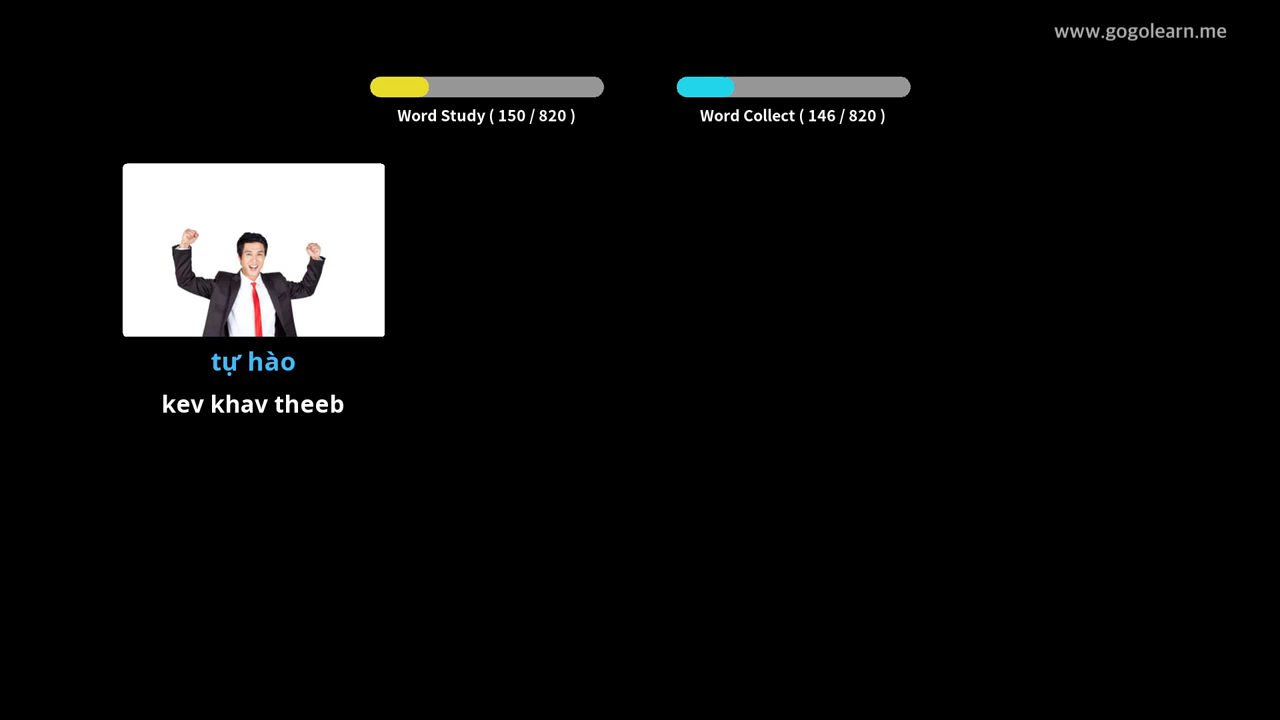 www.gogolearn.me
Word Study ( 150 / 820 )
Word Collect ( 146 / 820 )
tự hào
kev khav theeb